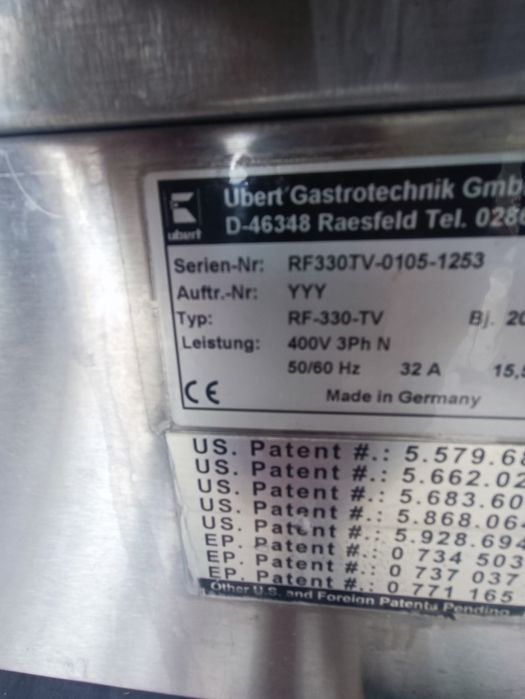 Ubert Gastrotechnik Gmb
D-46348 Raesfeld Tel. 028
ubert
Serien-Nr: RF330TV-0105-1253
Auftr.-Nr: YYY
Typ: RF-330-TV Bj. 20
Leistung: 400V 3Ph N
50/60 Hz 32 A 15,5
CE Made in Germany
US. Patent #.: 5.579.68
US. Patent #.: 5.662.02
US. Patent #.: 5.683.60
US. Patent #.: 5.868.064
US. Patent #.: 5.928.694
EP. Patent #.: 0 734 503
EP. Patent #.: 0 737 037
EP. Patent #.: 0 771 165
Other U.S. and Foreign Patents Pending